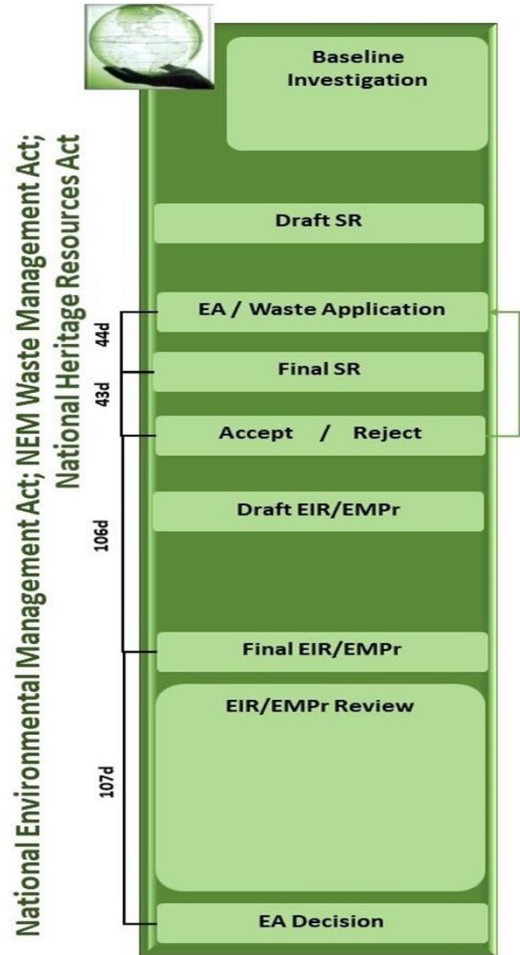 National Environmental Management Act; NEM Waste Management Act;
National Heritage Resources Act
Baseline
Investigation
Draft SR
EA / Waste Application
44d
Final SR
43d
Accept / Reject
Draft EIR/EMPr
106d
Final EIR/EMPr
EIR/EMPr Review
107d
EA Decision